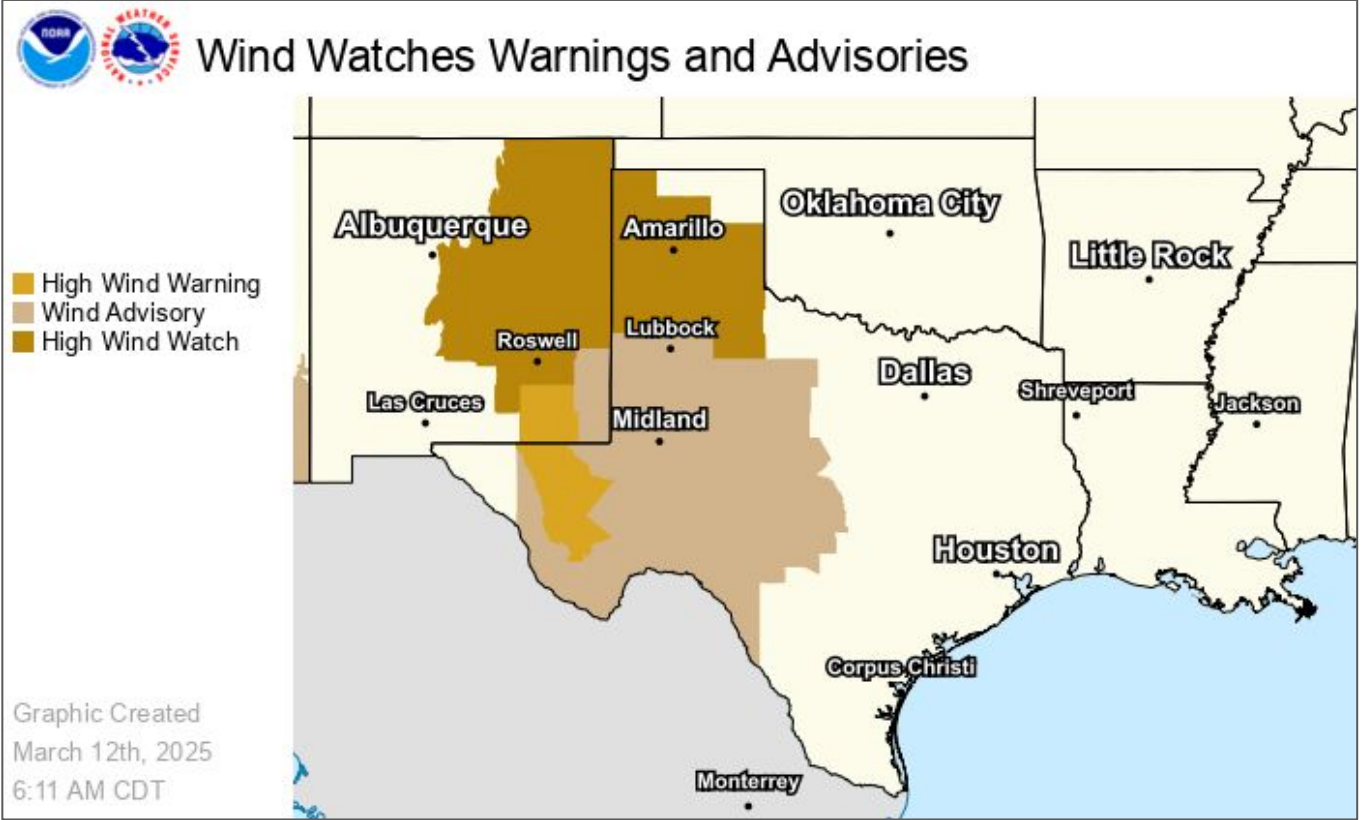 NOAA
NATIONAL WEATHER SERVICE
Wind Watches Warnings and Advisories
High Wind Warning
Wind Advisory
High Wind Watch
Albuquerque
Amarillo
Oklahoma City
Little Rock
Roswell
Lubbock
Las Cruces
Midland
Dallas
Shreveport
Jackson
Houston
Corpus Christi
Monterrey
Graphic Created
March 12th, 2025
6:11 AM CDT